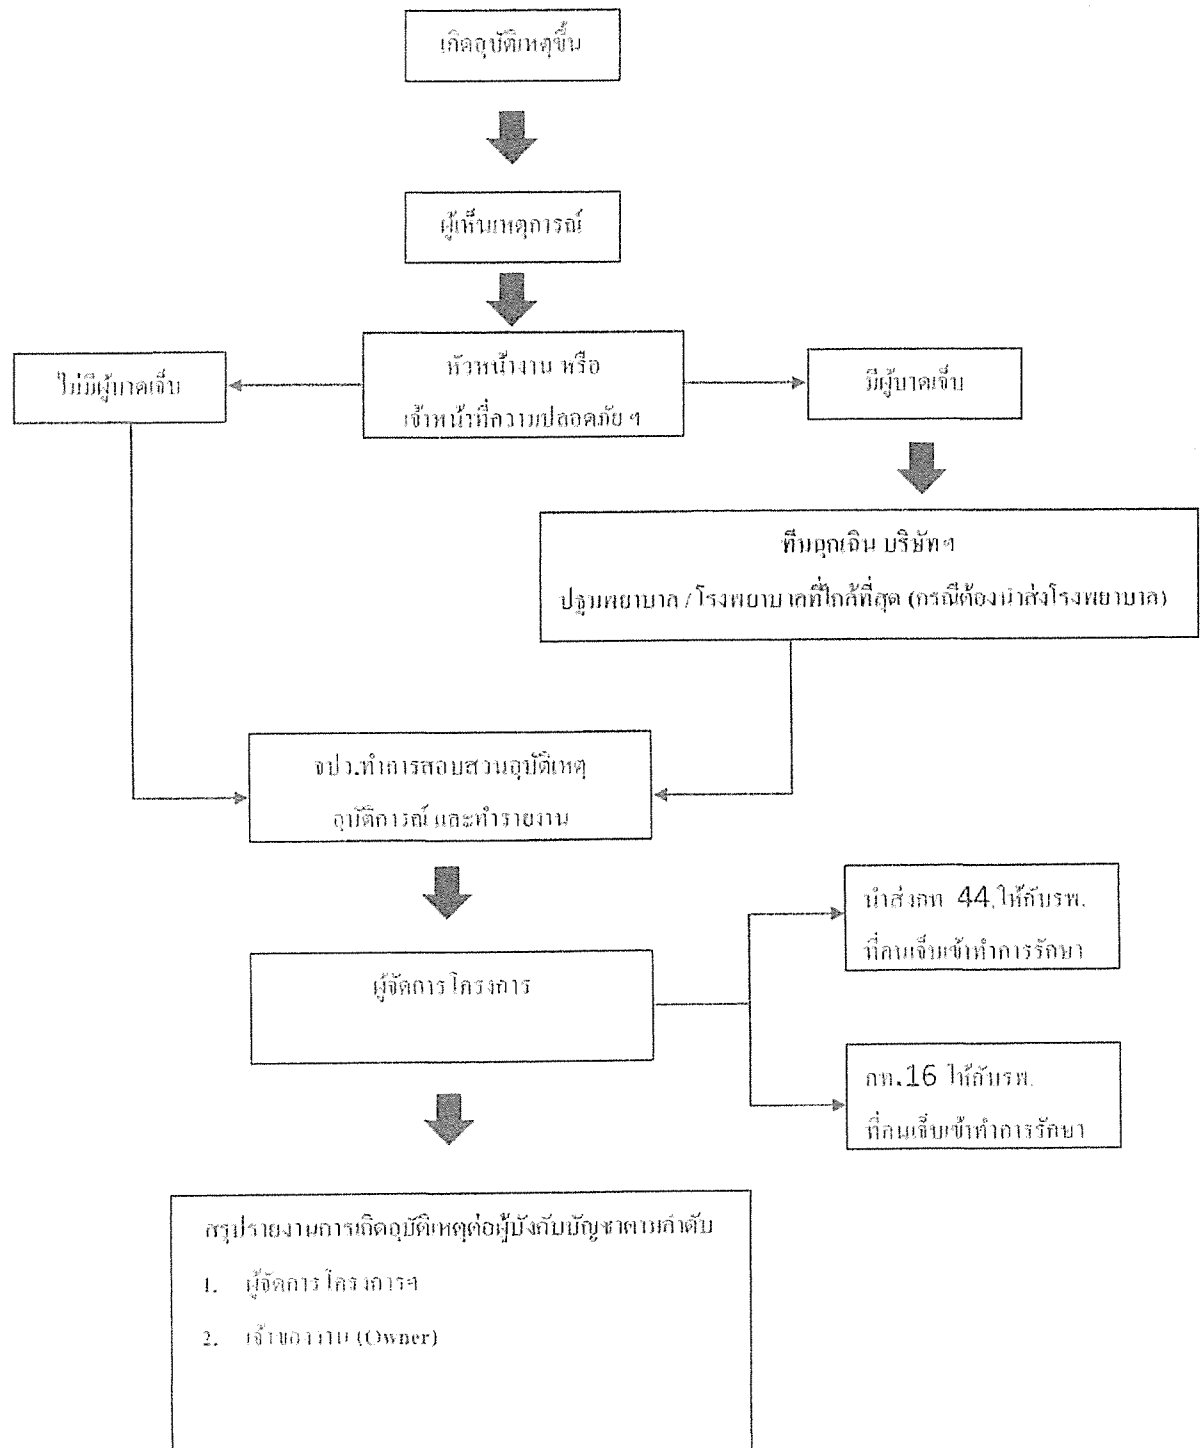 เกิดอุบัติเหตุขึ้น
ผู้เห็นเหตุการณ์
หัวหน้างาน หรือ
เจ้าหน้าที่ความปลอดภัย ฯ
ไม่มีผู้บาดเจ็บ
มีผู้บาดเจ็บ
ทีมฉุกเฉิน บริษัท ฯ
ปฐมพยาบาล / โรงพยาบาลที่ใกล้ที่สุด (กรณีต้องนำส่งโรงพยาบาล)
จปว.ทำการสอบสวนอุบัติเหตุ
อุบัติการณ์ และทำรายงาน
ผู้จัดการโครงการ
นำส่งกท 44.ให้กับรพ.
ที่คนเจ็บเข้าทำการรักษา
กท.16 ให้กับรพ.
ที่คนเจ็บเข้าทำการรักษา
สรุปรายงานการเกิดอุบัติเหตุต่อผู้บังคับบัญชาตามลำดับ
1. ผู้จัดการโครงการฯ
2. เจ้าของงาน (Owner)